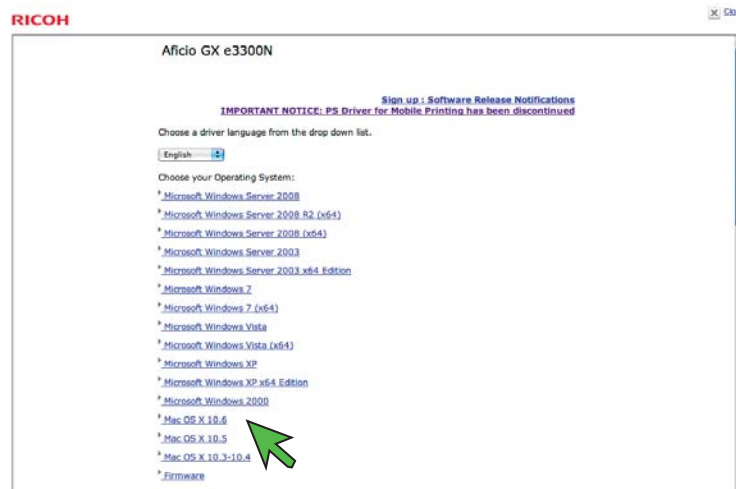 RICOH
Aficio GX e3300N
Sign up : Software Release Notifications
IMPORTANT NOTICE: PS Driver for Mobile Printing has been discontinued
Choose a driver language from the drop down list.
English
Choose your Operating System:
Microsoft Windows Server 2008
Microsoft Windows Server 2008 R2 (x64)
Microsoft Windows Server 2008 (x64)
Microsoft Windows Server 2003
Microsoft Windows Server 2003 x64 Edition
Microsoft Windows 7
Microsoft Windows 7 (x64)
Microsoft Windows Vista
Microsoft Windows Vista (x64)
Microsoft Windows XP
Microsoft Windows XP x64 Edition
Microsoft Windows 2000
Mac OS X 10.6
Mac OS X 10.5
Mac OS X 10.3-10.4
Firmware